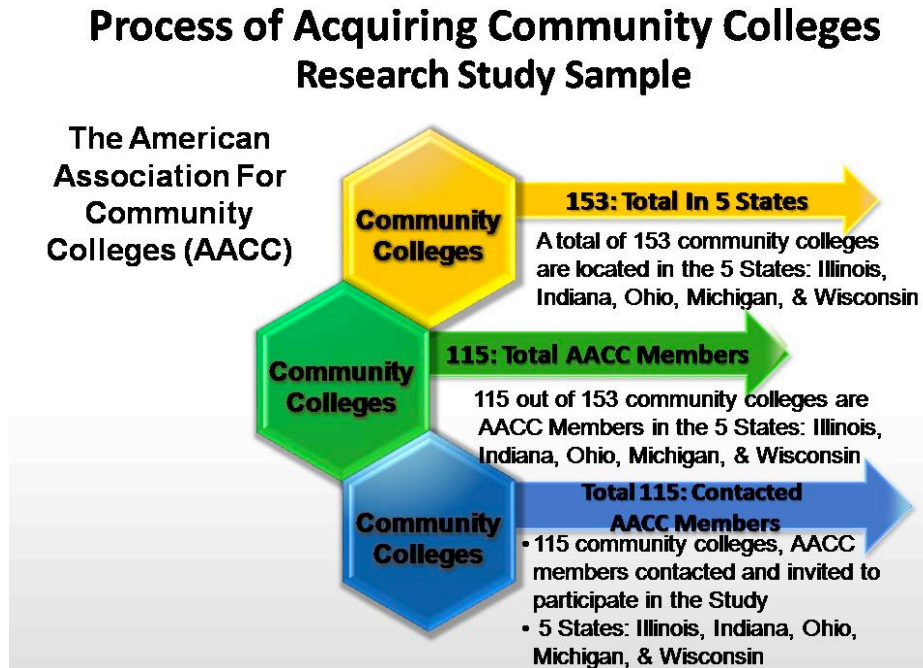 Process of Acquiring Community Colleges
Research Study Sample
The American
Association For
Community
Colleges (AACC)
Community
Colleges
153: Total In 5 States
A total of 153 community colleges
are located in the 5 States: Illinois,
Indiana, Ohio, Michigan, & Wisconsin
Community
Colleges
115: Total AACC Members
115 out of 153 community colleges are
AACC Members in the 5 States: Illinois,
Indiana, Ohio, Michigan, & Wisconsin
Community
Colleges
Total 115: Contacted
AACC Members
• 115 community colleges, AACC
members contacted and invited to
participate in the Study
• 5 States: Illinois, Indiana, Ohio,
Michigan, & Wisconsin